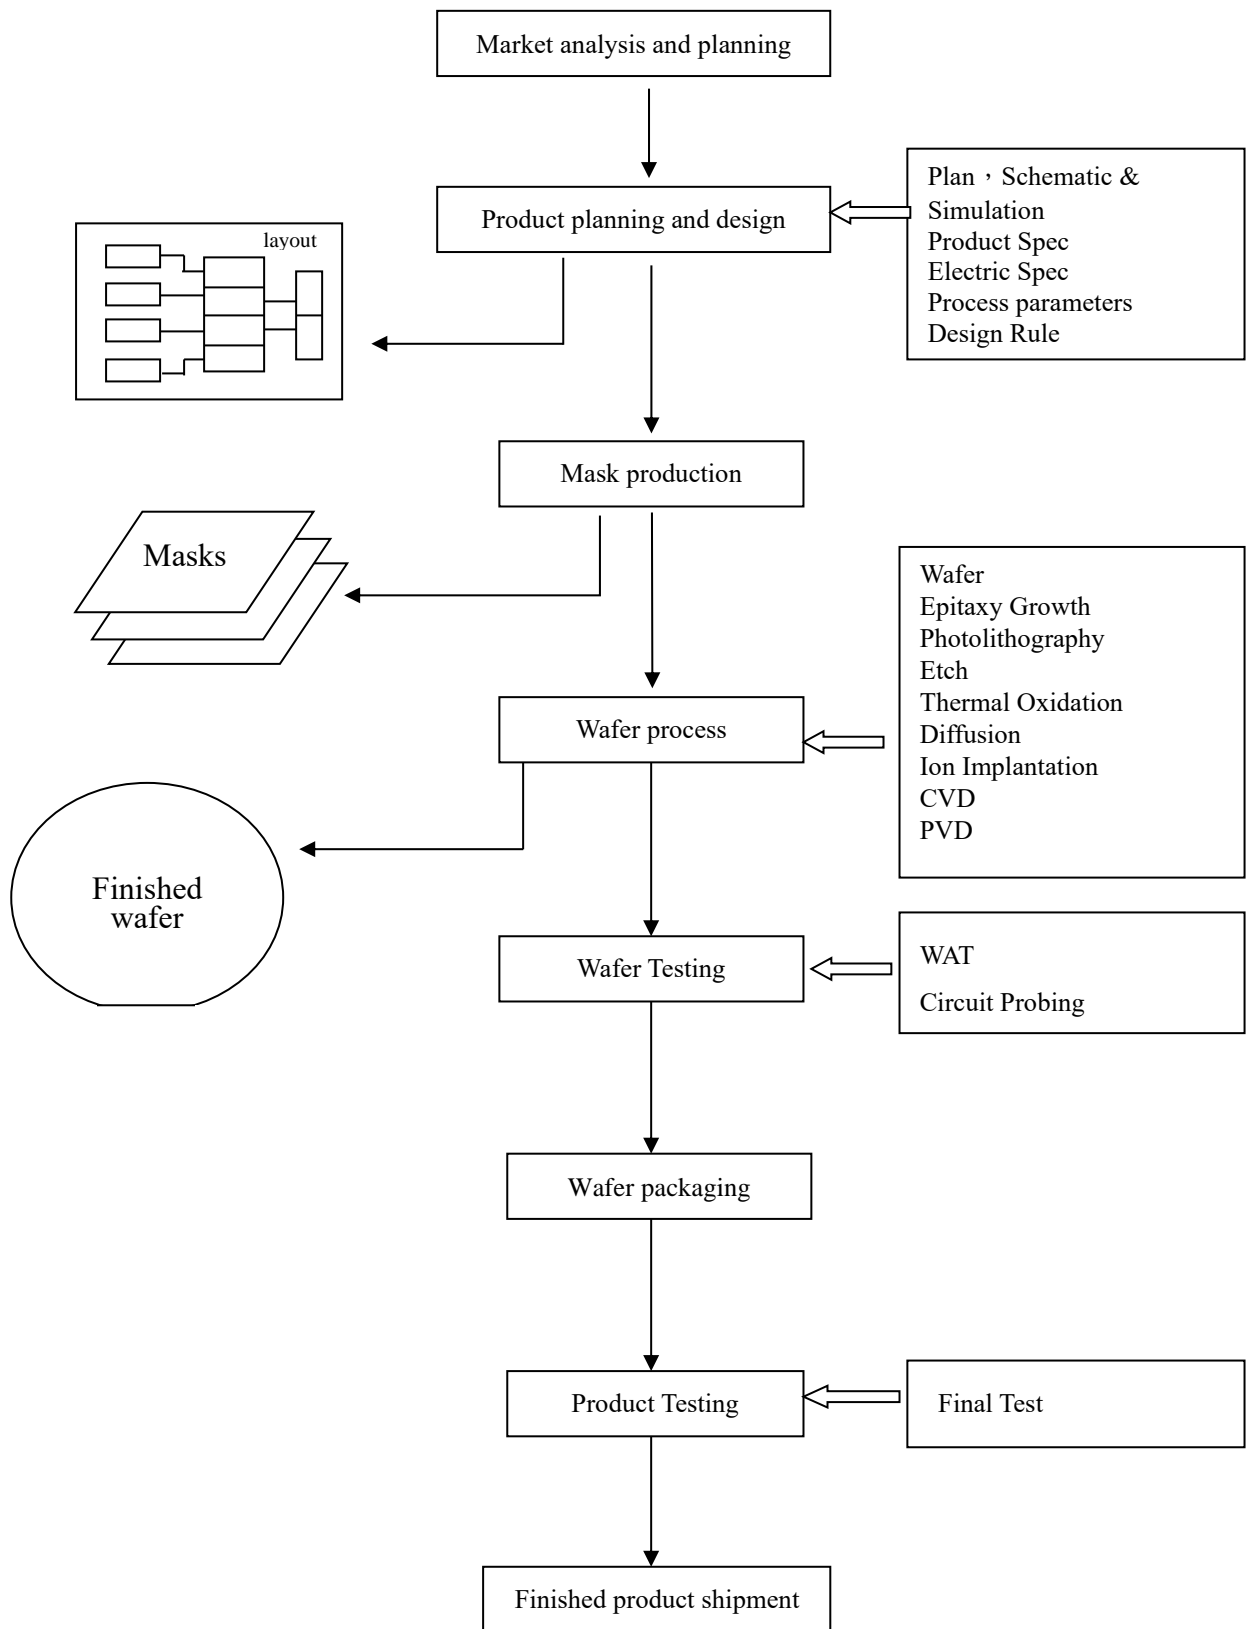 Market analysis and planning
Plan，Schematic &
Simulation
Product Spec
Electric Spec
Process parameters
Design Rule
Product planning and design
layout
Mask production
Masks
Wafer
Epitaxy Growth
Photolithography
Etch
Thermal Oxidation
Diffusion
Ion Implantation
CVD
PVD
Wafer process
Finished
wafer
Wafer Testing
WAT
Circuit Probing
Wafer packaging
Product Testing
Final Test
Finished product shipment